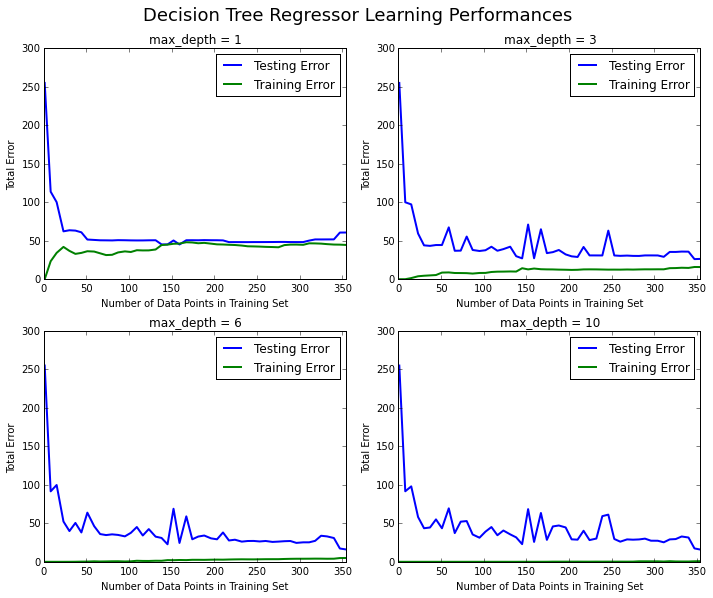 Decision Tree Regressor Learning Performances
max_depth = 1
300
250
200
150
100
50
0
Total Error
Testing Error
Training Error
0 50 100 150 200 250 300 350
Number of Data Points in Training Set
max_depth = 3
300
250
200
150
100
50
0
Total Error
Testing Error
Training Error
0 50 100 150 200 250 300 350
Number of Data Points in Training Set
max_depth = 6
300
250
200
150
100
50
0
Total Error
Testing Error
Training Error
0 50 100 150 200 250 300 350
Number of Data Points in Training Set
max_depth = 10
300
250
200
150
100
50
0
Total Error
Testing Error
Training Error
0 50 100 150 200 250 300 350
Number of Data Points in Training Set